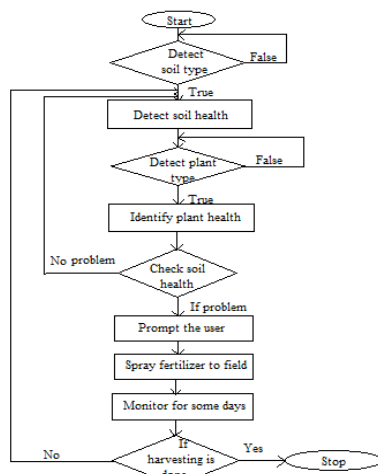 Start
Detect
soil type
False
True
Detect soil health
Detect plant
type
False
True
Identify plant health
No problem
Check soil
health
If problem
Prompt the user
Spray fertilizer to field
Monitor for some days
If
harvesting is
No
Yes
Stop